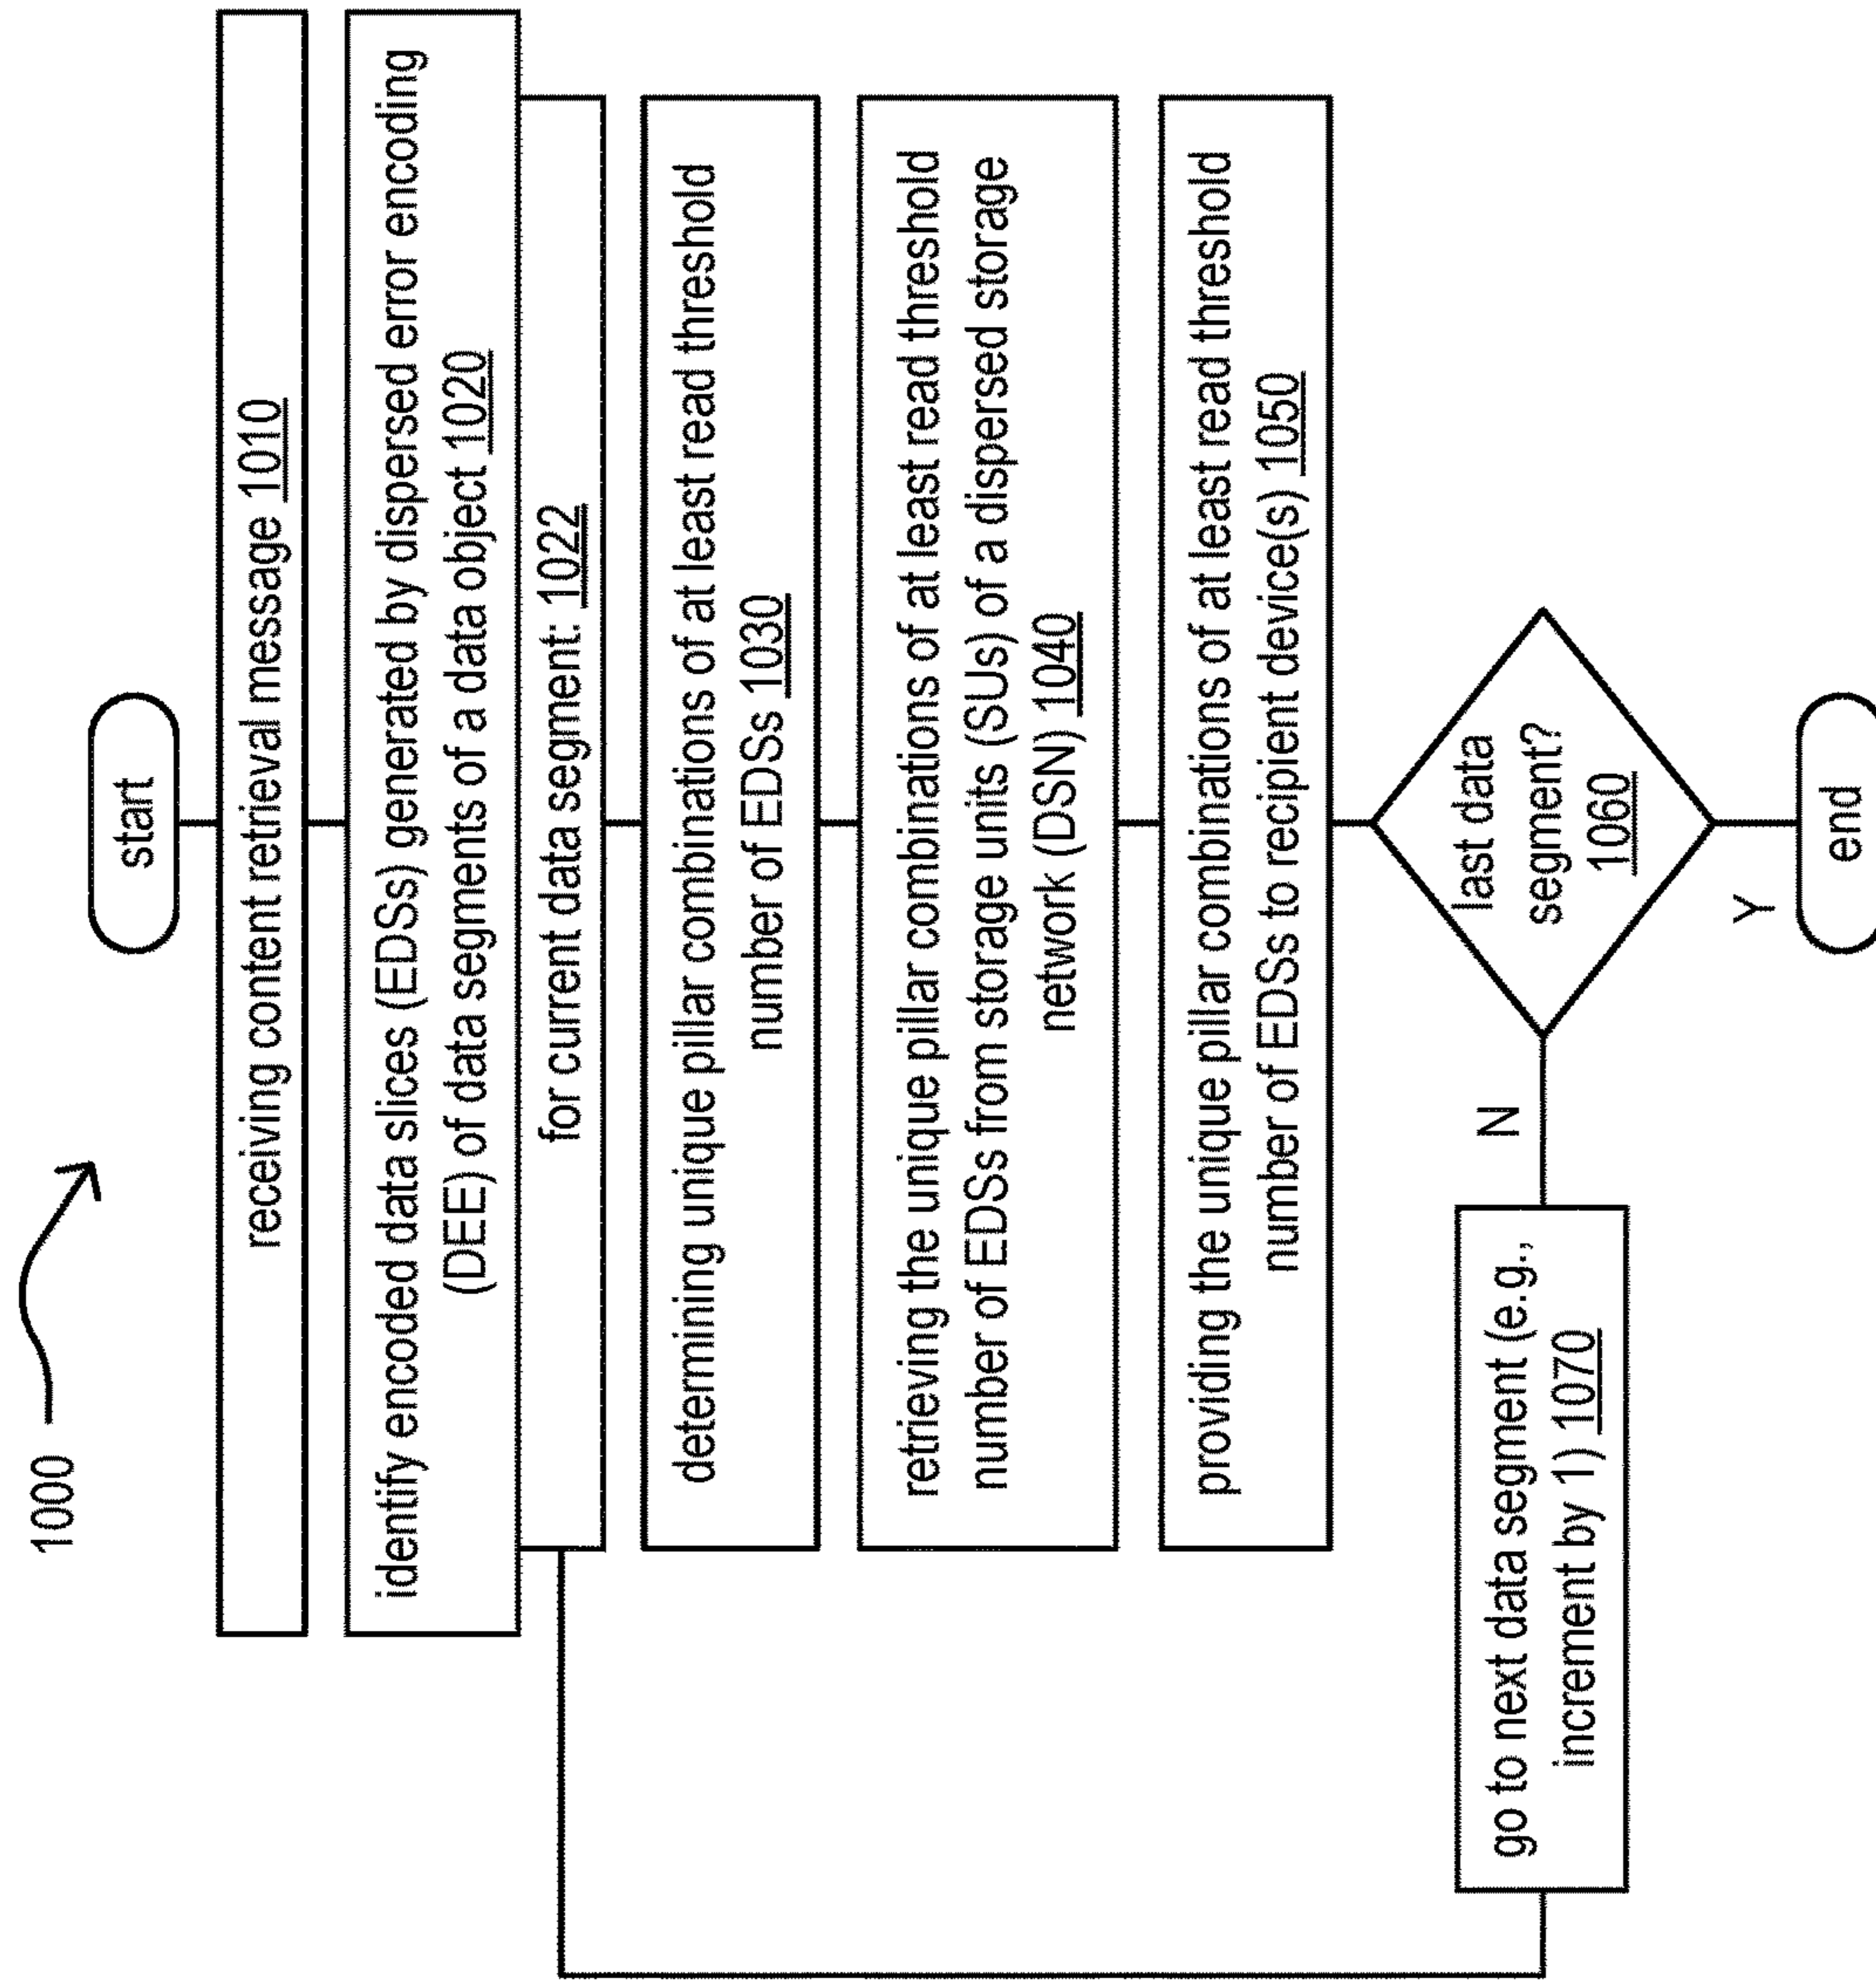 1000
start
receiving content retrieval message 1010
identify encoded data slices (EDSs) generated by dispersed error encoding
(DEE) of data segments of a data object 1020
for current data segment: 1022
determining unique pillar combinations of at least read threshold
number of EDSs 1030
retrieving the unique pillar combinations of at least read threshold
number of EDSs from storage units (SUs) of a dispersed storage
network (DSN) 1040
providing the unique pillar combinations of at least read threshold
number of EDSs to recipient device(s) 1050
last data
segment?
1060
N
go to next data segment (e.g.,
increment by 1) 1070
Y
end